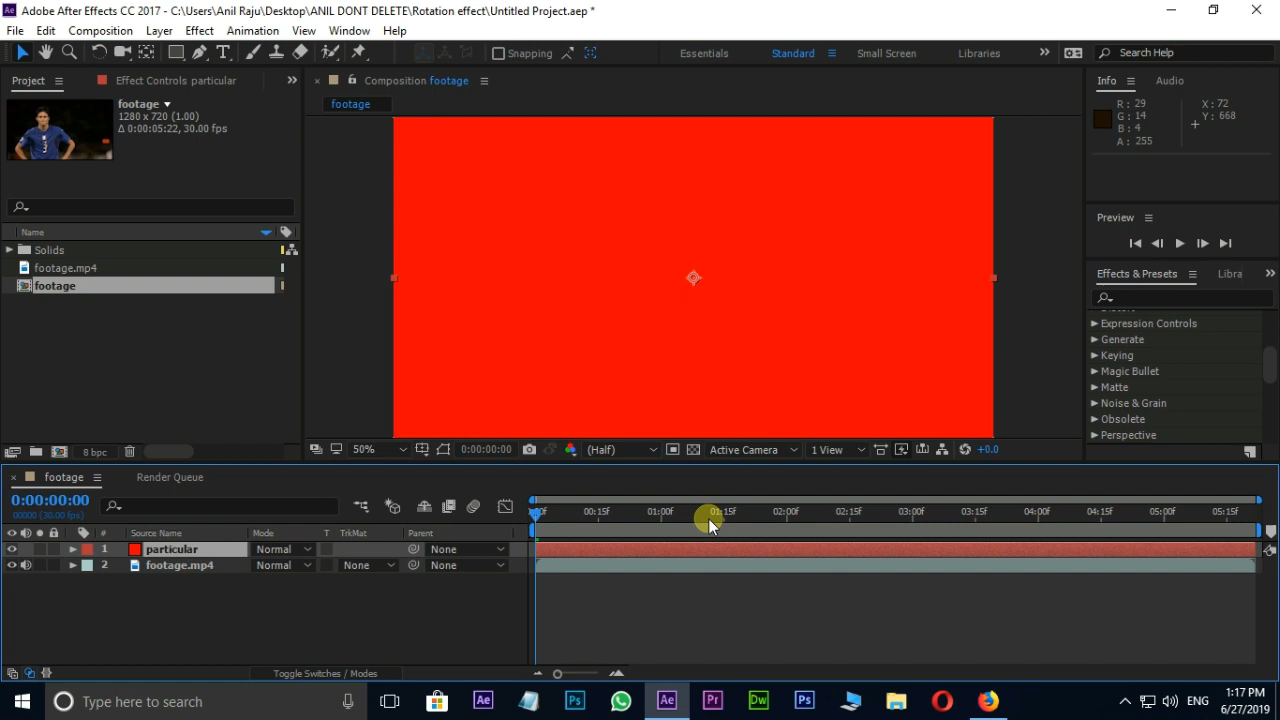 Adobe After Effects CC 2017 - C:\Users\Anil Raju\Desktop\ANIL DONT DELETE\Rotation effect\Untitled Project.aep *
File Edit Composition Layer Effect Animation View Window Help
Snapping Essentials Standard Small Screen Libraries Search Help
Project Effect Controls particular
Composition footage
Info Audio
footage
footage
1280 x 720 (1.00)
Δ 0:00:05:22, 30.00 fps
R: 29 X: 72
G: 14 Y: 668
B: 4
A: 255
Name
Solids
footage.mp4
footage
Preview
Effects & Presets Libra
Expression Controls
Generate
Keying
Magic Bullet
Matte
Noise & Grain
Obsolete
Perspective
8 bpc
50% 0:00:00:00 (Half) Active Camera 1 View +0.0
footage Render Queue
0:00:00:00
00000 (30.00 fps)
00:15f 01:00f 01:15f 02:00f 02:15f 03:00f 03:15f 04:00f 04:15f 05:00f 05:15f
# Source Name Mode T TrkMat Parent
1 particular Normal None
2 footage.mp4 Normal None None
Toggle Switches / Modes
Type here to search
ENG
1:17 PM
6/27/2019